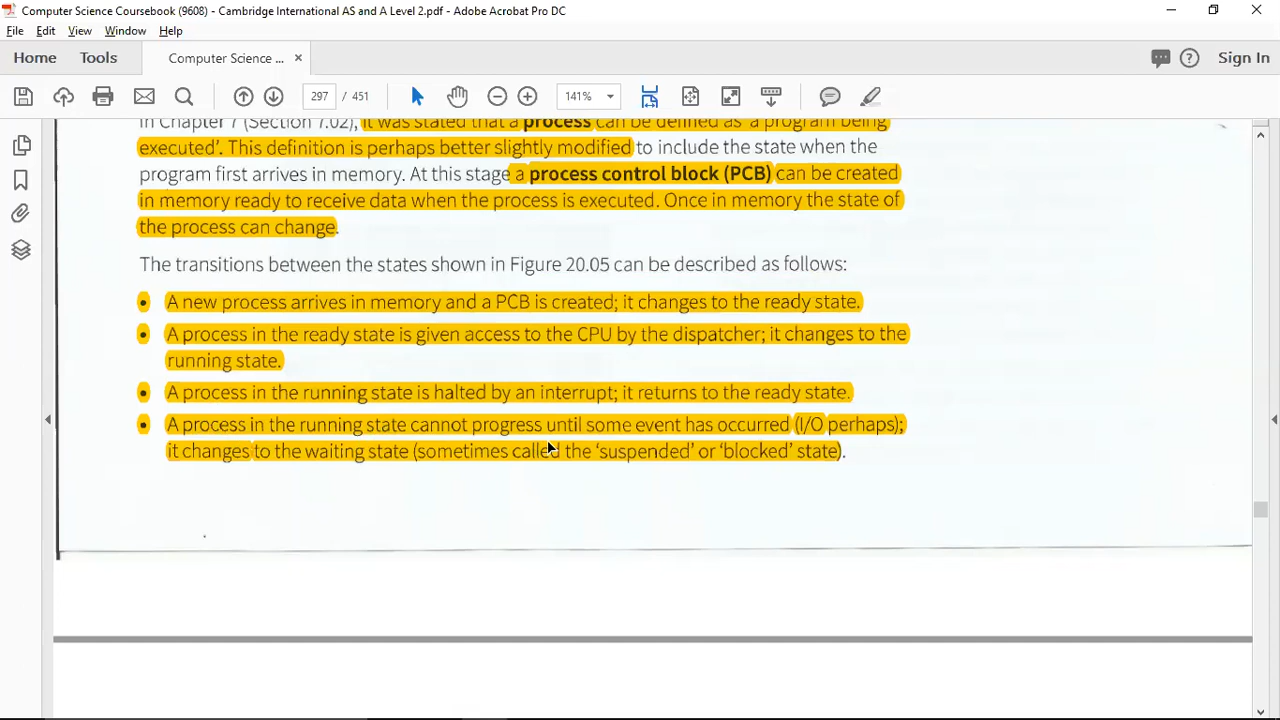 Computer Science Coursebook (9608) - Cambridge International AS and A Level 2.pdf - Adobe Acrobat Pro DC
File Edit View Window Help
Home Tools Computer Science ... × Sign In
297 / 451 141%
In Chapter 7 (Section 7.02), it was stated that a process can be defined as 'a program being
executed'. This definition is perhaps better slightly modified to include the state when the
program first arrives in memory. At this stage a process control block (PCB) can be created
in memory ready to receive data when the process is executed. Once in memory the state of
the process can change.
The transitions between the states shown in Figure 20.05 can be described as follows:
• A new process arrives in memory and a PCB is created; it changes to the ready state.
• A process in the ready state is given access to the CPU by the dispatcher; it changes to the
running state.
• A process in the running state is halted by an interrupt; it returns to the ready state.
• A process in the running state cannot progress until some event has occurred (I/O perhaps);
it changes to the waiting state (sometimes called the 'suspended' or 'blocked' state).